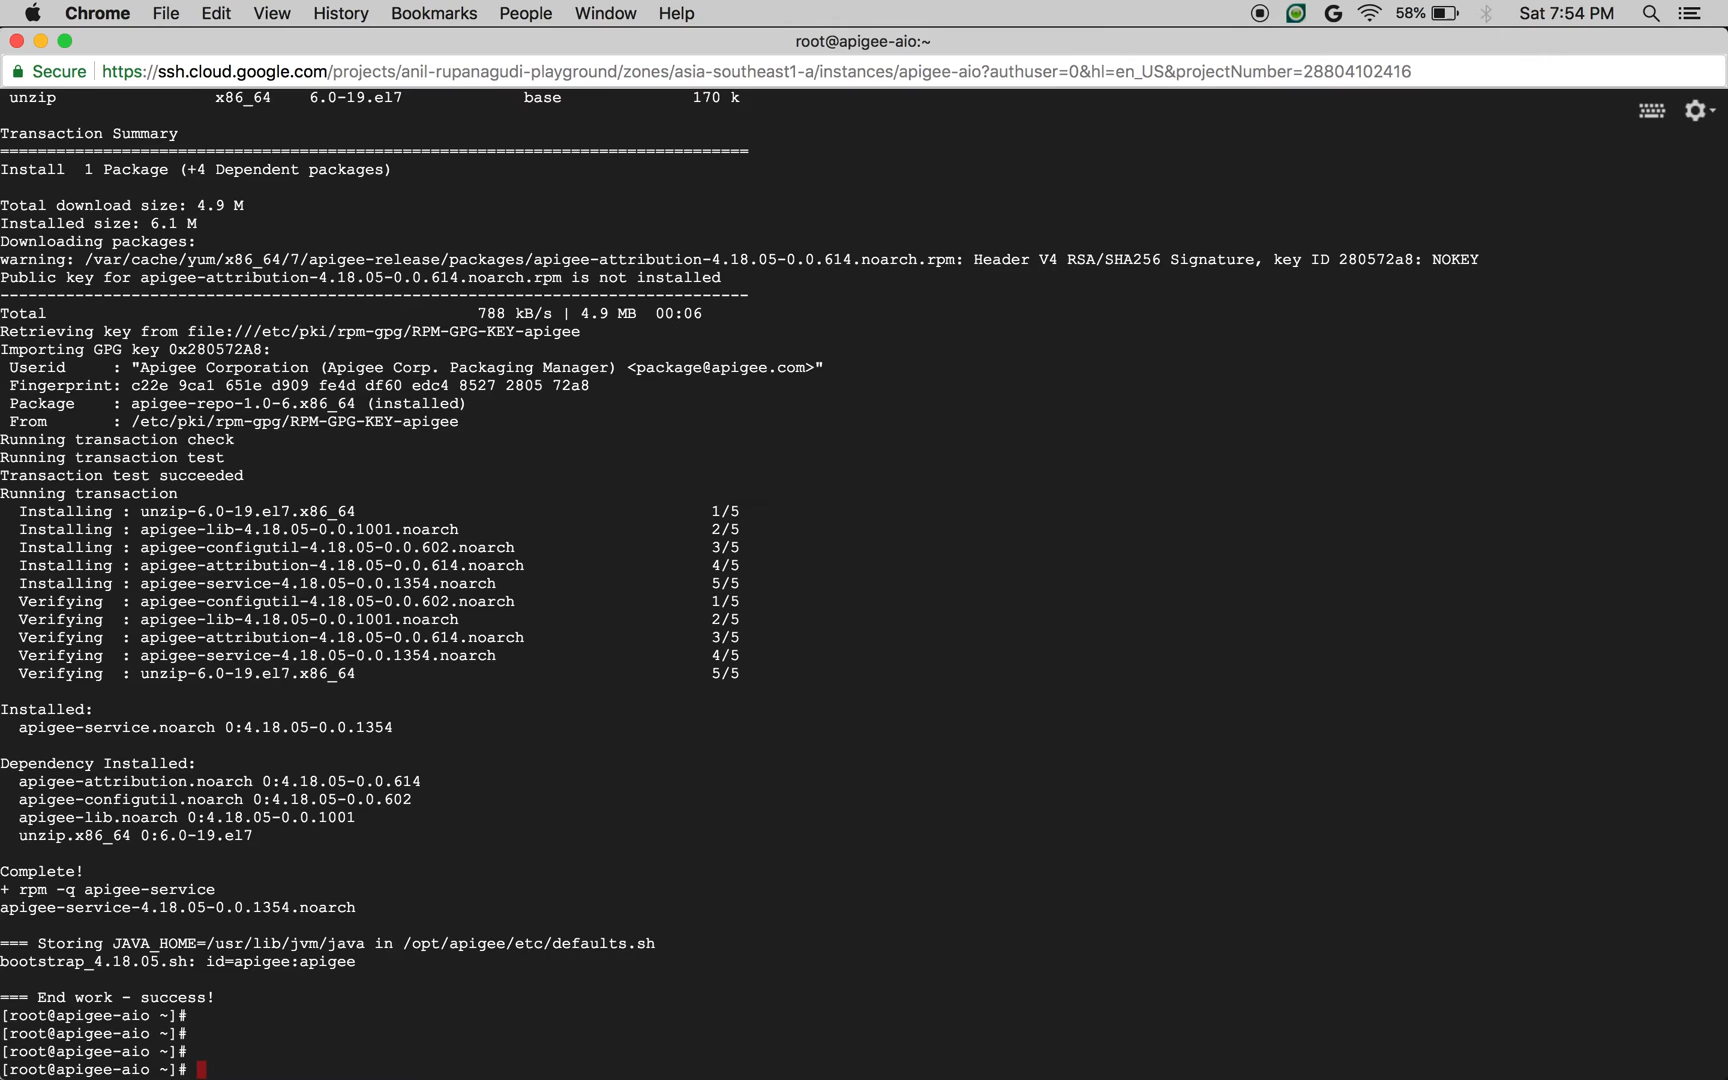 Chrome File Edit View History Bookmarks People Window Help 58% Sat 7:54 PM
root@apigee-aio:~
Secure https://ssh.cloud.google.com/projects/anil-rupanagudi-playground/zones/asia-southeast1-a/instances/apigee-aio?authuser=0&hl=en_US&projectNumber=28804102416
unzip x86_64 6.0-19.el7 base 170 k
Transaction Summary
================================================================================
Install 1 Package (+4 Dependent packages)
Total download size: 4.9 M
Installed size: 6.1 M
Downloading packages:
warning: /var/cache/yum/x86_64/7/apigee-release/packages/apigee-attribution-4.18.05-0.0.614.noarch.rpm: Header V4 RSA/SHA256 Signature, key ID 280572a8: NOKEY
Public key for apigee-attribution-4.18.05-0.0.614.noarch.rpm is not installed
--------------------------------------------------------------------------------
Total 788 kB/s | 4.9 MB 00:06
Retrieving key from file:///etc/pki/rpm-gpg/RPM-GPG-KEY-apigee
Importing GPG key 0x280572A8:
Userid : "Apigee Corporation (Apigee Corp. Packaging Manager) <package@apigee.com>"
Fingerprint: c22e 9ca1 651e d909 fe4d df60 edc4 8527 2805 72a8
Package : apigee-repo-1.0-6.x86_64 (installed)
From : /etc/pki/rpm-gpg/RPM-GPG-KEY-apigee
Running transaction check
Running transaction test
Transaction test succeeded
Running transaction
Installing : unzip-6.0-19.el7.x86_64 1/5
Installing : apigee-lib-4.18.05-0.0.1001.noarch 2/5
Installing : apigee-configutil-4.18.05-0.0.602.noarch 3/5
Installing : apigee-attribution-4.18.05-0.0.614.noarch 4/5
Installing : apigee-service-4.18.05-0.0.1354.noarch 5/5
Verifying : apigee-configutil-4.18.05-0.0.602.noarch 1/5
Verifying : apigee-lib-4.18.05-0.0.1001.noarch 2/5
Verifying : apigee-attribution-4.18.05-0.0.614.noarch 3/5
Verifying : apigee-service-4.18.05-0.0.1354.noarch 4/5
Verifying : unzip-6.0-19.el7.x86_64 5/5
Installed:
apigee-service.noarch 0:4.18.05-0.0.1354
Dependency Installed:
apigee-attribution.noarch 0:4.18.05-0.0.614
apigee-configutil.noarch 0:4.18.05-0.0.602
apigee-lib.noarch 0:4.18.05-0.0.1001
unzip.x86_64 0:6.0-19.el7
Complete!
+ rpm -q apigee-service
apigee-service-4.18.05-0.0.1354.noarch
=== Storing JAVA_HOME=/usr/lib/jvm/java in /opt/apigee/etc/defaults.sh
bootstrap_4.18.05.sh: id=apigee:apigee
=== End work - success!
[root@apigee-aio ~]#
[root@apigee-aio ~]#
[root@apigee-aio ~]#
[root@apigee-aio ~]#